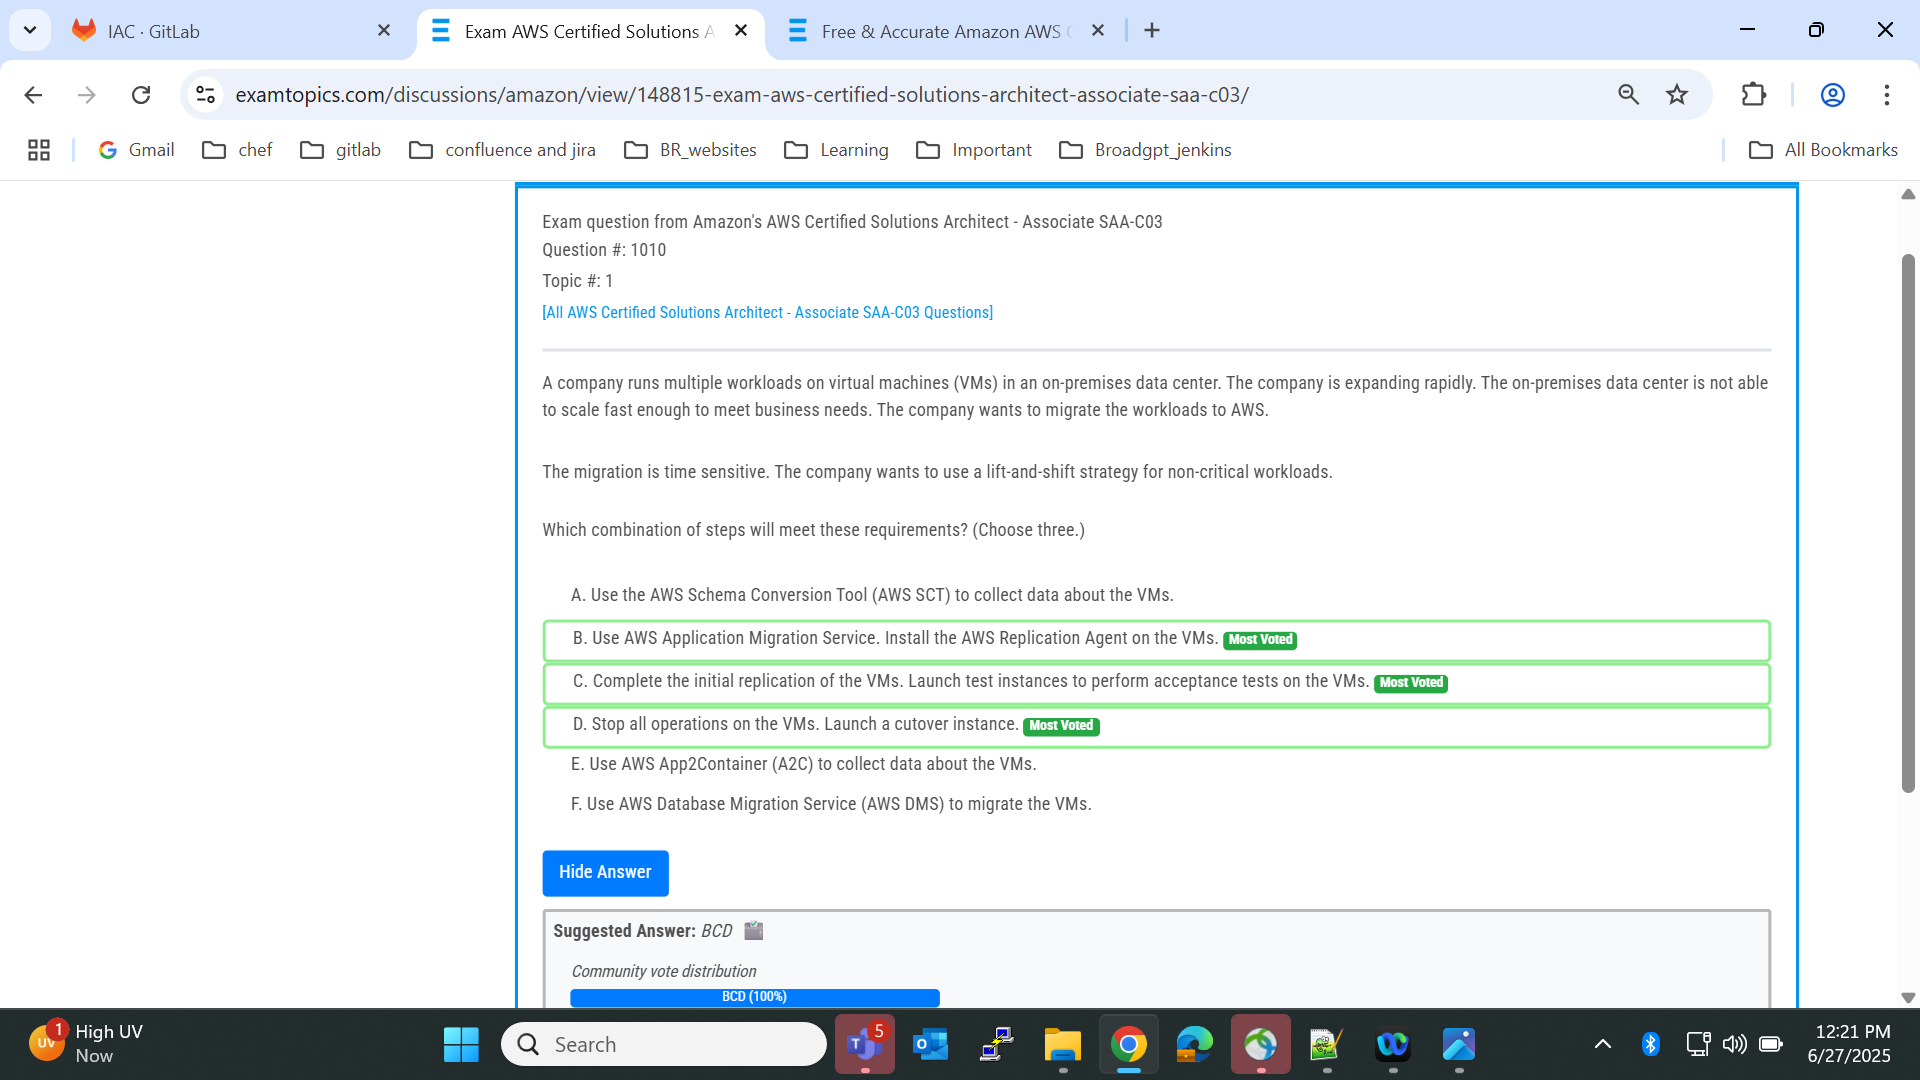 IAC · GitLab
Exam AWS Certified Solutions A
Free & Accurate Amazon AWS
examtopics.com/discussions/amazon/view/148815-exam-aws-certified-solutions-architect-associate-saa-c03/
Gmail
chef
gitlab
confluence and jira
BR_websites
Learning
Important
Broadgpt_jenkins
All Bookmarks
Exam question from Amazon's AWS Certified Solutions Architect - Associate SAA-C03
Question #: 1010
Topic #: 1
[All AWS Certified Solutions Architect - Associate SAA-C03 Questions]
A company runs multiple workloads on virtual machines (VMs) in an on-premises data center. The company is expanding rapidly. The on-premises data center is not able
to scale fast enough to meet business needs. The company wants to migrate the workloads to AWS.
The migration is time sensitive. The company wants to use a lift-and-shift strategy for non-critical workloads.
Which combination of steps will meet these requirements? (Choose three.)
A. Use the AWS Schema Conversion Tool (AWS SCT) to collect data about the VMs.
B. Use AWS Application Migration Service. Install the AWS Replication Agent on the VMs. Most Voted
C. Complete the initial replication of the VMs. Launch test instances to perform acceptance tests on the VMs. Most Voted
D. Stop all operations on the VMs. Launch a cutover instance. Most Voted
E. Use AWS App2Container (A2C) to collect data about the VMs.
F. Use AWS Database Migration Service (AWS DMS) to migrate the VMs.
Hide Answer
Suggested Answer: BCD
Community vote distribution
BCD (100%)
UV
1
High UV
Now
Search
5
12:21 PM
6/27/2025